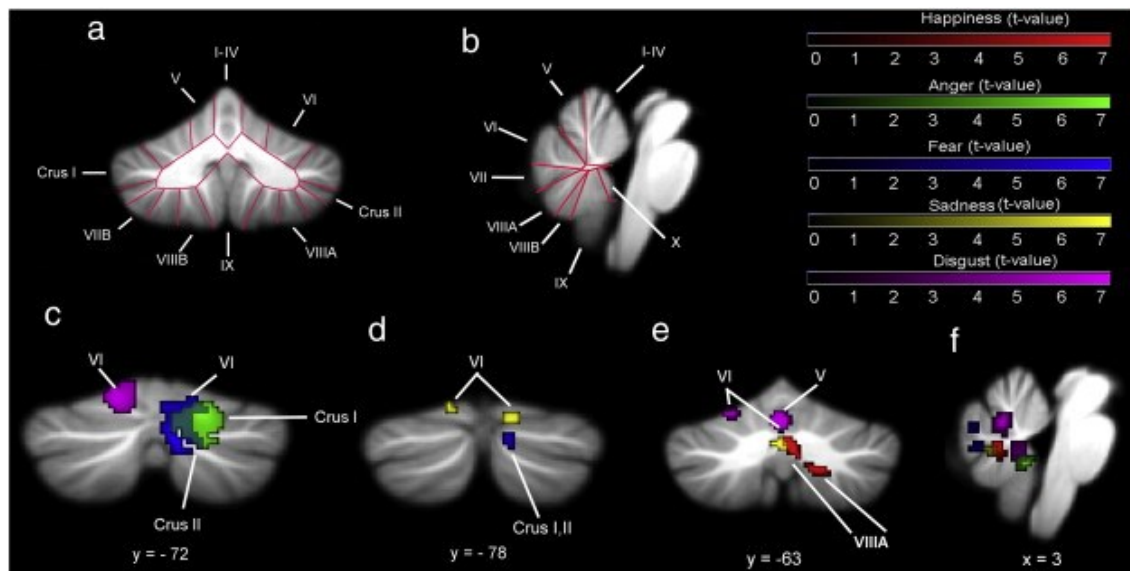 a
I-IV
V
VI
Crus I
Crus II
VIIB
VIIIB
IX
VIIIA
b
V
I-IV
VI
VII
VIIIA
VIIIB
IX
X
Happiness (t-value)
0 1 2 3 4 5 6 7
Anger (t-value)
0 1 2 3 4 5 6 7
Fear (t-value)
0 1 2 3 4 5 6 7
Sadness (t-value)
0 1 2 3 4 5 6 7
Disgust (t-value)
0 1 2 3 4 5 6 7
c
VI
VI
Crus I
Crus II
y = - 72
d
VI
Crus I,II
y = - 78
e
VI
V
VIIIA
y = -63
f
x = 3